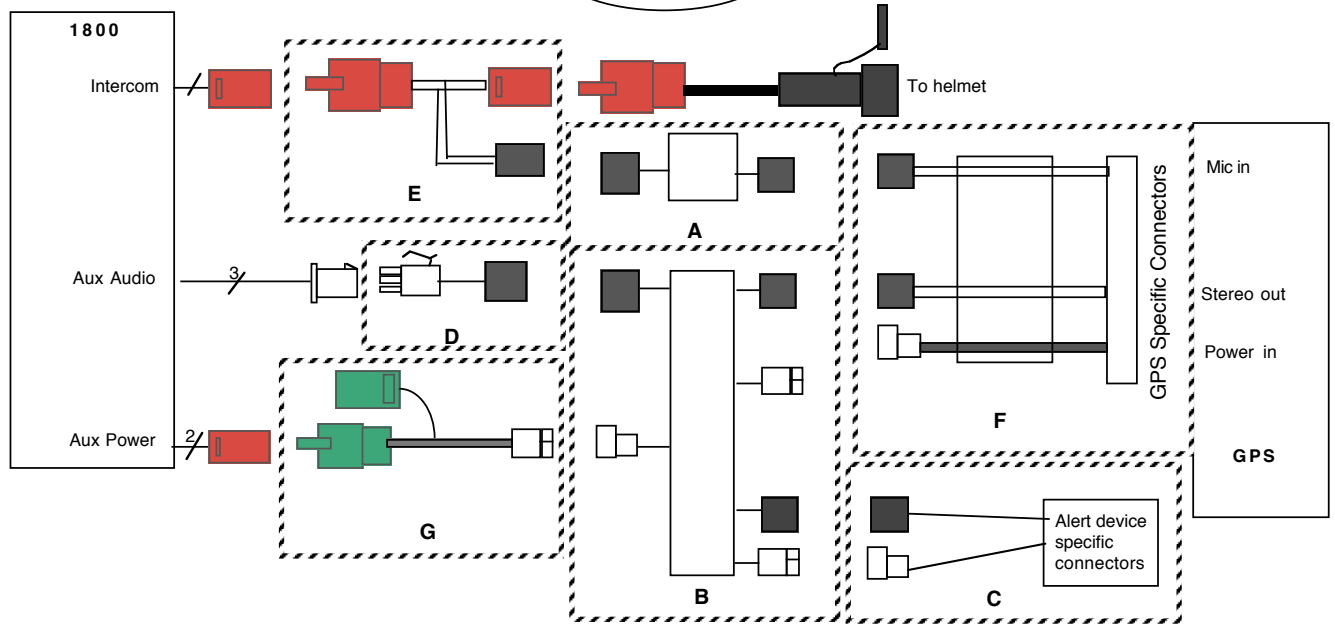 1800
Intercom
To helmet
E
A
Mic in
GPS Specific Connectors
Aux Audio
3
D
Stereo out
Power in
F
Aux Power
2
GPS
G
Alert device
specific
connectors
B
C